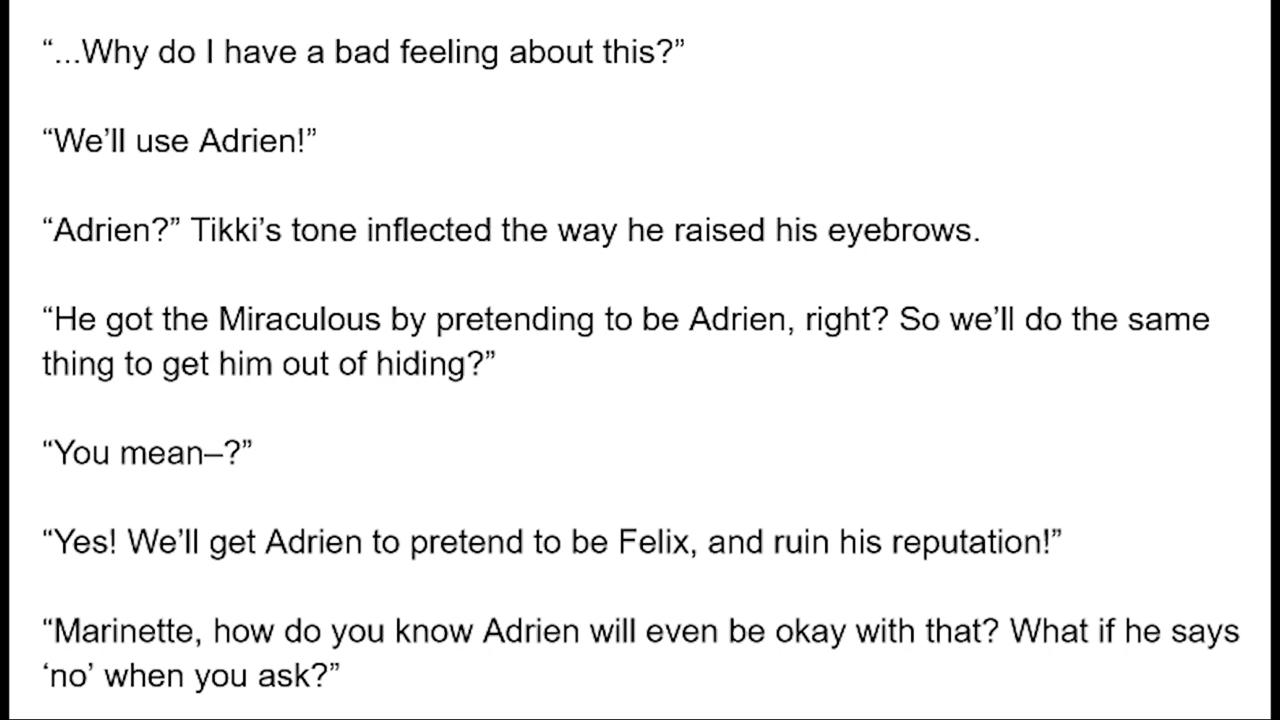 “...Why do I have a bad feeling about this?”
“We’ll use Adrien!”
“Adrien?” Tikki’s tone inflected the way he raised his eyebrows.
“He got the Miraculous by pretending to be Adrien, right? So we’ll do the same
thing to get him out of hiding?”
“You mean–?”
“Yes! We’ll get Adrien to pretend to be Felix, and ruin his reputation!”
“Marinette, how do you know Adrien will even be okay with that? What if he says
‘no’ when you ask?”